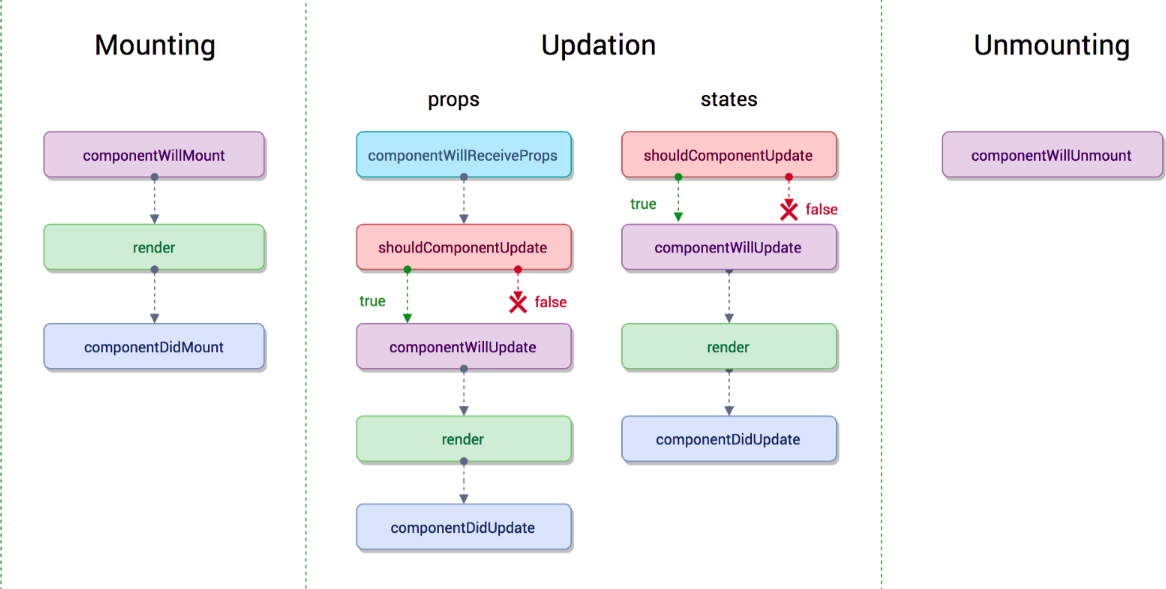 Mounting
componentWillMount
render
componentDidMount
Updation
props
componentWillReceiveProps
shouldComponentUpdate
true
false
componentWillUpdate
render
componentDidUpdate
states
shouldComponentUpdate
true
false
componentWillUpdate
render
componentDidUpdate
Unmounting
componentWillUnmount